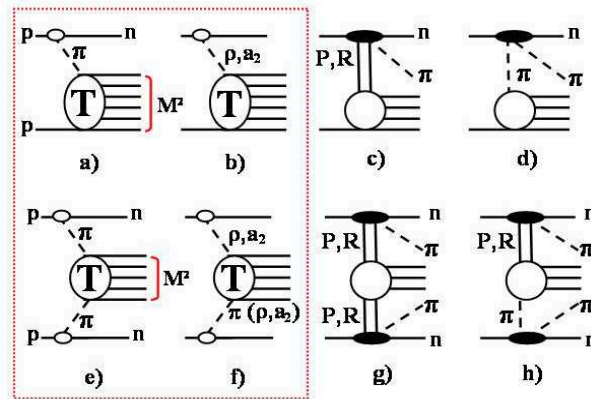 p n ρ,a₂ n
π P,R π π π
T M² T
p
a) b) c) d)
p n ρ,a₂ n n
π P,R π P,R π
T M² T
π π (ρ,a₂) P,R π π π
p n n
e) f) g) h)